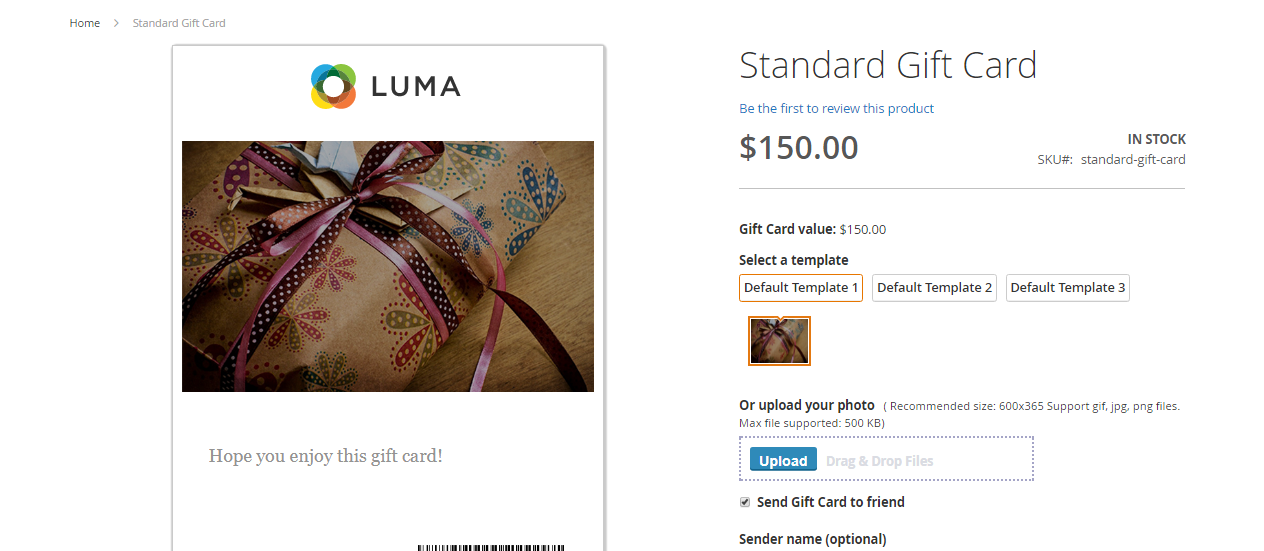 Home > Standard Gift Card
LUMA
Hope you enjoy this gift card!
Standard Gift Card
Be the first to review this product
$150.00
IN STOCK
SKU#: standard-gift-card
Gift Card value: $150.00
Select a template
Default Template 1 Default Template 2 Default Template 3
Or upload your photo ( Recommended size: 600x365 Support gif, jpg, png files.
Max file supported: 500 KB)
Upload Drag & Drop Files
Send Gift Card to friend
Sender name (optional)